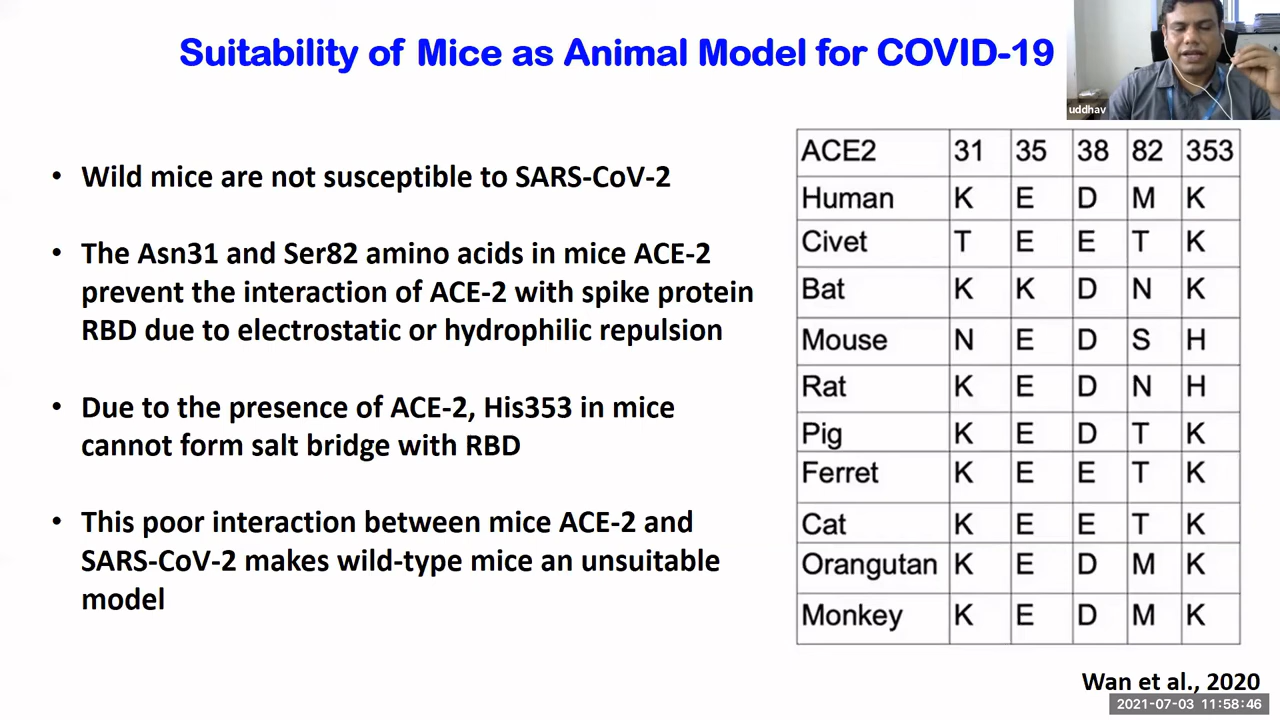 Suitability of Mice as Animal Model for COVID-19
uddhav
• Wild mice are not susceptible to SARS-CoV-2
• The Asn31 and Ser82 amino acids in mice ACE-2
prevent the interaction of ACE-2 with spike protein
RBD due to electrostatic or hydrophilic repulsion
• Due to the presence of ACE-2, His353 in mice
cannot form salt bridge with RBD
• This poor interaction between mice ACE-2 and
SARS-CoV-2 makes wild-type mice an unsuitable
model
ACE2 31 35 38 82 353
Human K E D M K
Civet T E E T K
Bat K K D N K
Mouse N E D S H
Rat K E D N H
Pig K E D T K
Ferret K E E T K
Cat K E E T K
Orangutan K E D M K
Monkey K E D M K
Wan et al., 2020
2021-07-03 11:58:46